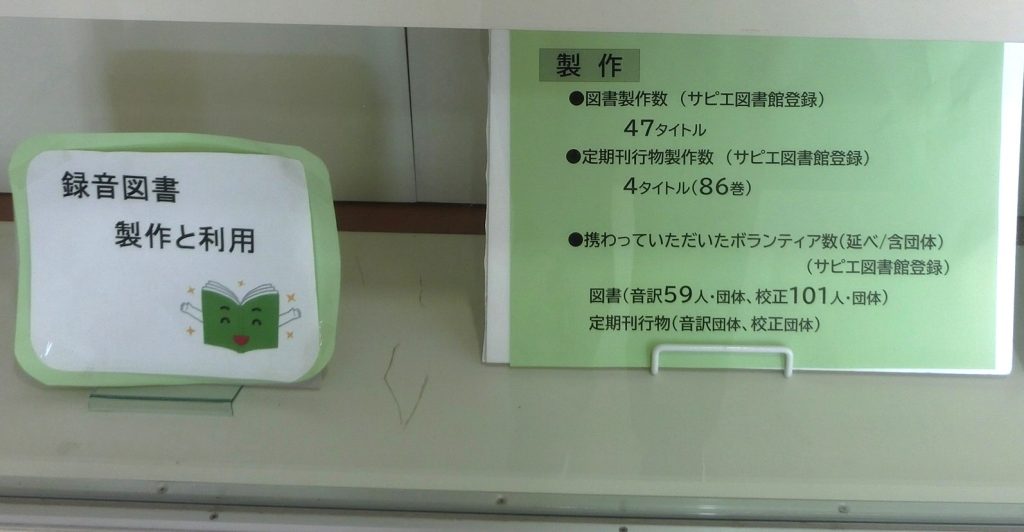 録音図書
製作と利用
製 作
●図書製作数 (サピエ図書館登録)
47タイトル
●定期刊行物製作数 (サピエ図書館登録)
4タイトル(86巻)
●携わっていただいたボランティア数(延べ/含団体)
(サピエ図書館登録)
図書(音訳59人・団体、校正101人・団体)
定期刊行物(音訳団体、校正団体)